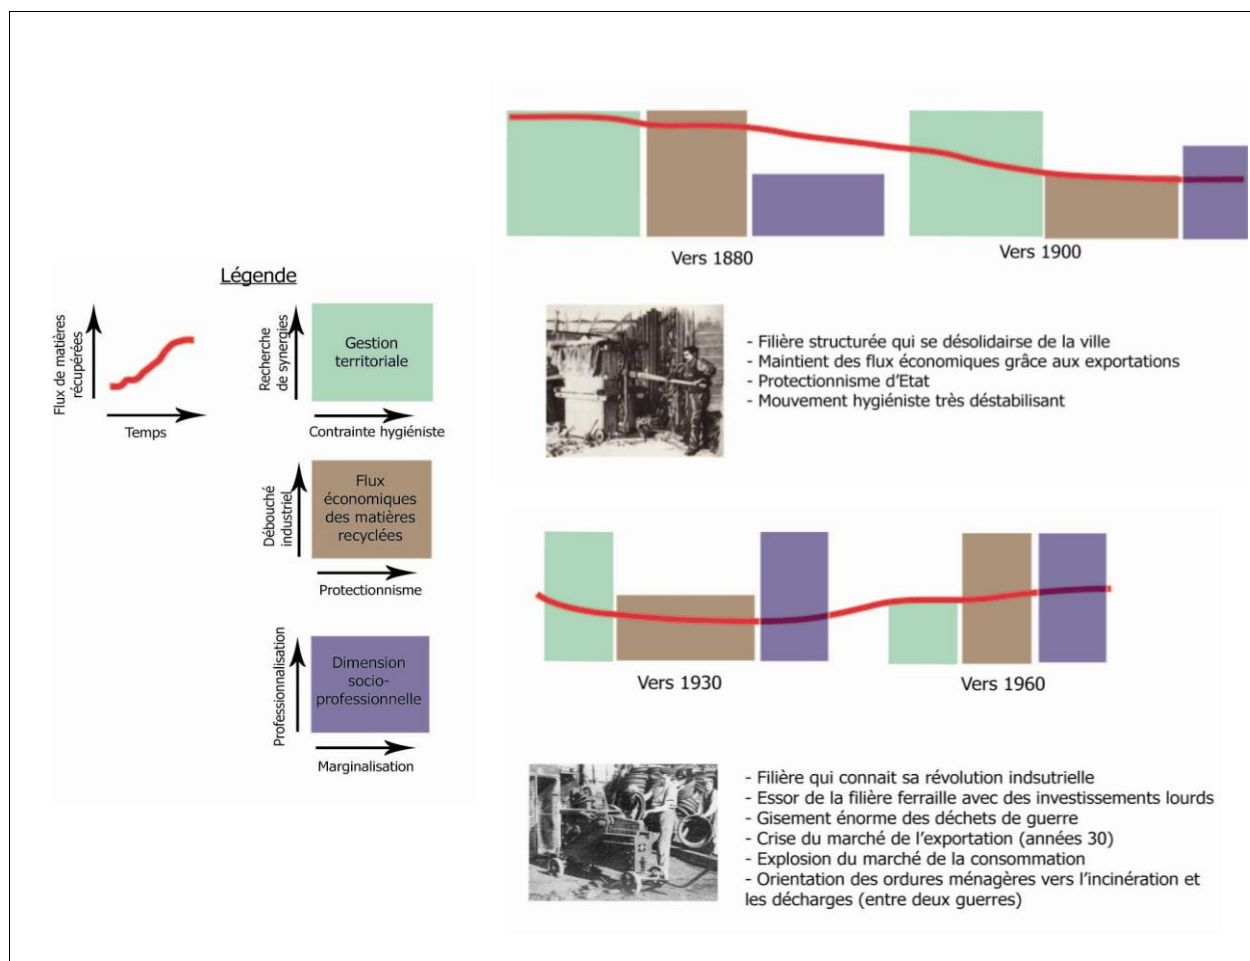 Légende
Flux de matières
récupérées
Temps
Recherche
de synergies
Gestion
territoriale
Contrainte hygiéniste
Débouché
industriel
Flux
économiques
des matières
recyclées
Protectionnisme
Professionnalisation
Dimension
socio-
professionnelle
Marginalisation
Vers 1880
Vers 1900
- Filière structurée qui se désolidairse de la ville
- Maintient des flux économiques grâce aux exportations
- Protectionnisme d'Etat
- Mouvement hygiéniste très déstabilisant
Vers 1930
Vers 1960
- Filière qui connait sa révolution indsutrielle
- Essor de la filière ferraille avec des investissements lourds
- Gisement énorme des déchets de guerre
- Crise du marché de l'exportation (années 30)
- Explosion du marché de la consommation
- Orientation des ordures ménagères vers l'incinération et
les décharges (entre deux guerres)